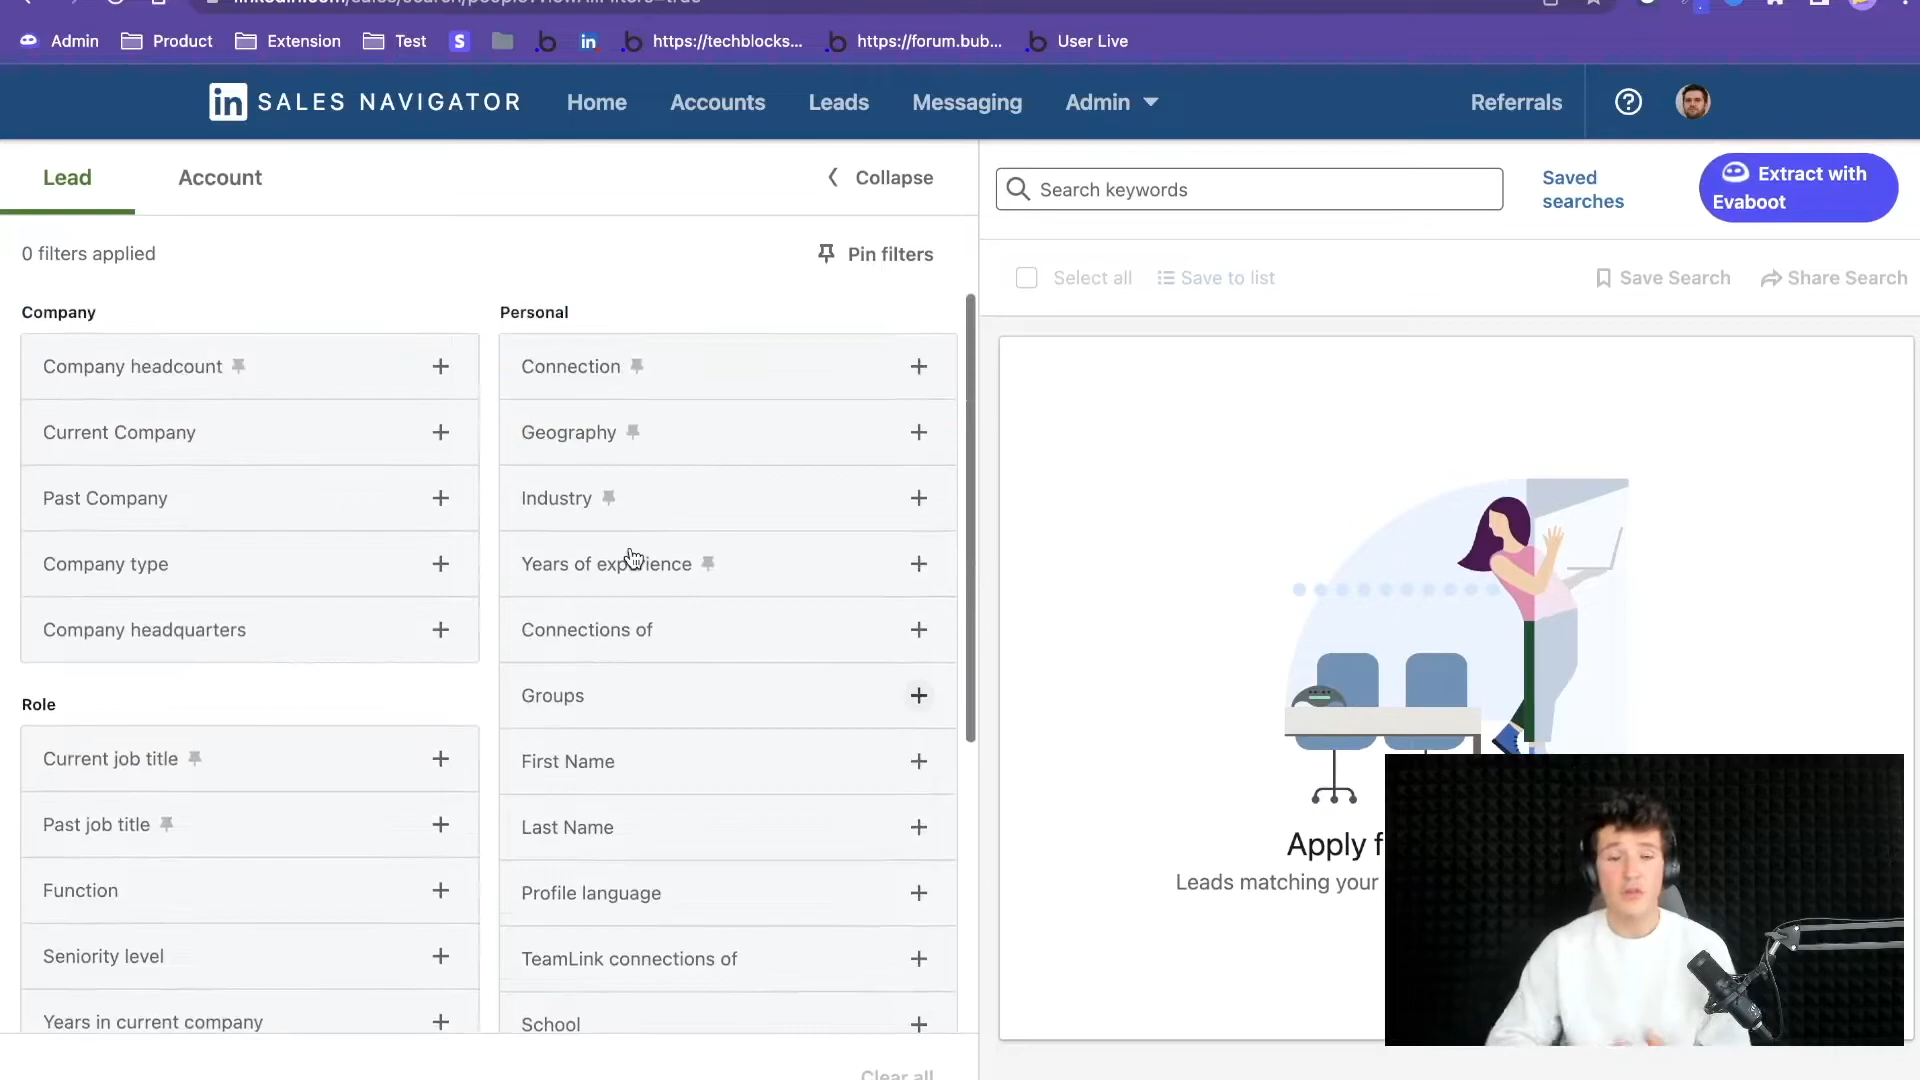 Admin
Product
Extension
Test
S
b
in
b
https://techblocks...
b
https://forum.bub...
b
User Live
in SALES NAVIGATOR
Home
Accounts
Leads
Messaging
Admin
Referrals
?
Lead
Account
Collapse
Search keywords
Saved
searches
Extract with
Evaboot
0 filters applied
Pin filters
Select all
Save to list
Save Search
Share Search
Company
Company headcount
Current Company
Past Company
Company type
Company headquarters
Role
Current job title
Past job title
Function
Seniority level
Years in current company
Personal
Connection
Geography
Industry
Years of experience
Connections of
Groups
First Name
Last Name
Profile language
TeamLink connections of
School
Clear all
Apply f
Leads matching your